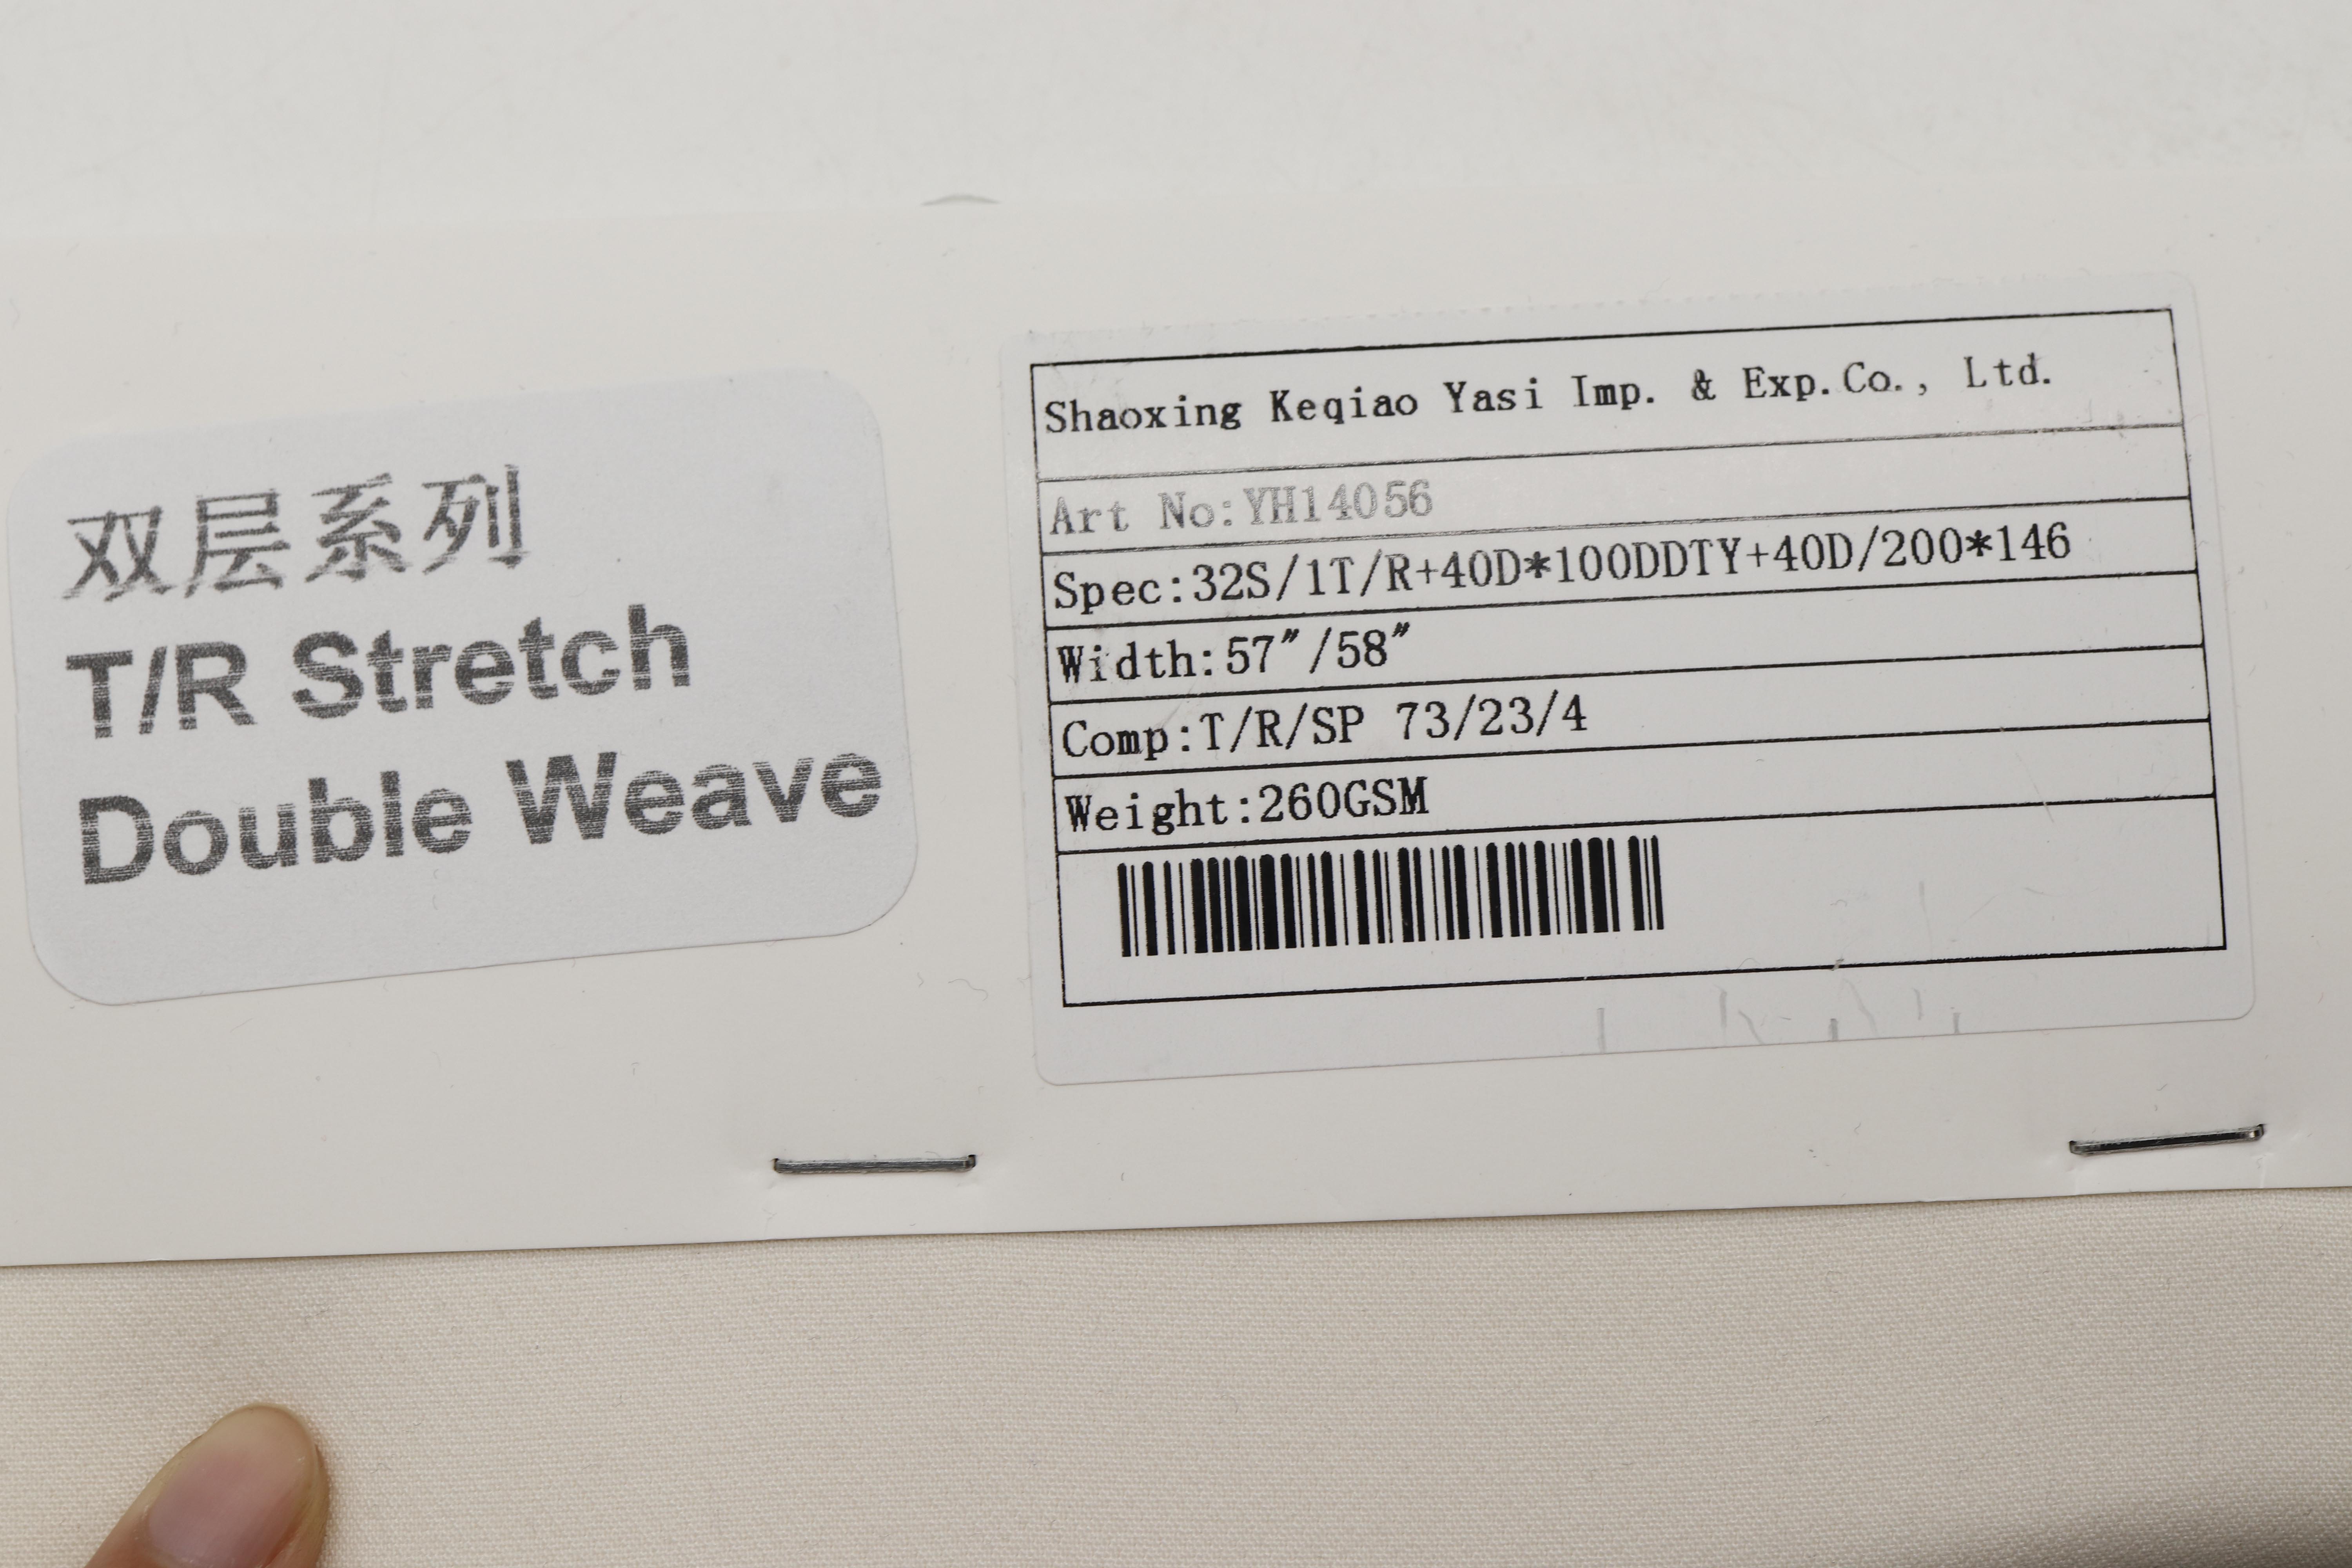 双层系列
T/R Stretch
Double Weave
Shaoxing Keqiao Yasi Imp. & Exp.Co., Ltd.
Art No:YH14056
Spec:32S/1T/R+40D*100DDTY+40D/200*146
Width:57″/58″
Comp:T/R/SP 73/23/4
Weight:260GSM